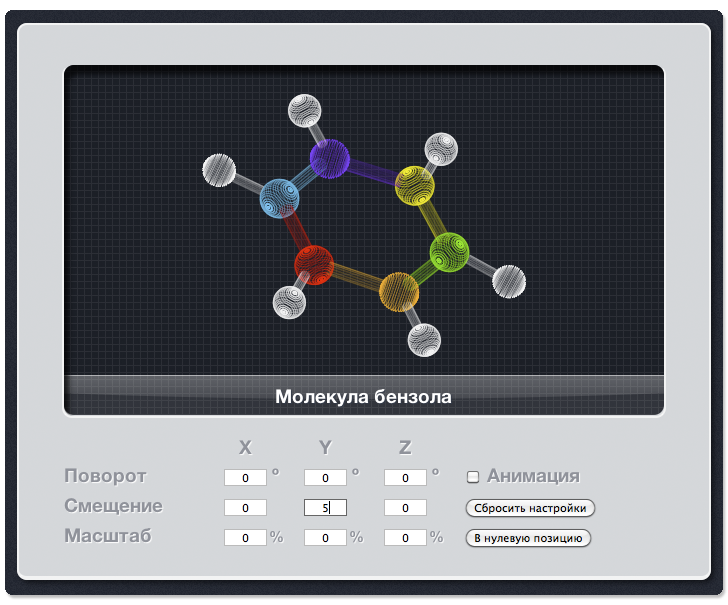 Молекула бензола
X Y Z
Поворот 0 ° 0 ° 0 ° Анимация
Смещение 0 5 0 Сбросить настройки
Масштаб 0 % 0 % 0 % В нулевую позицию